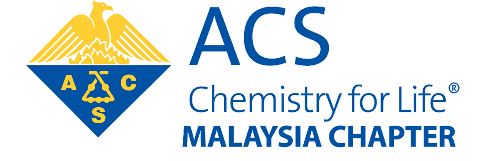 A C
S
ACS
Chemistry for Life®
MALAYSIA CHAPTER